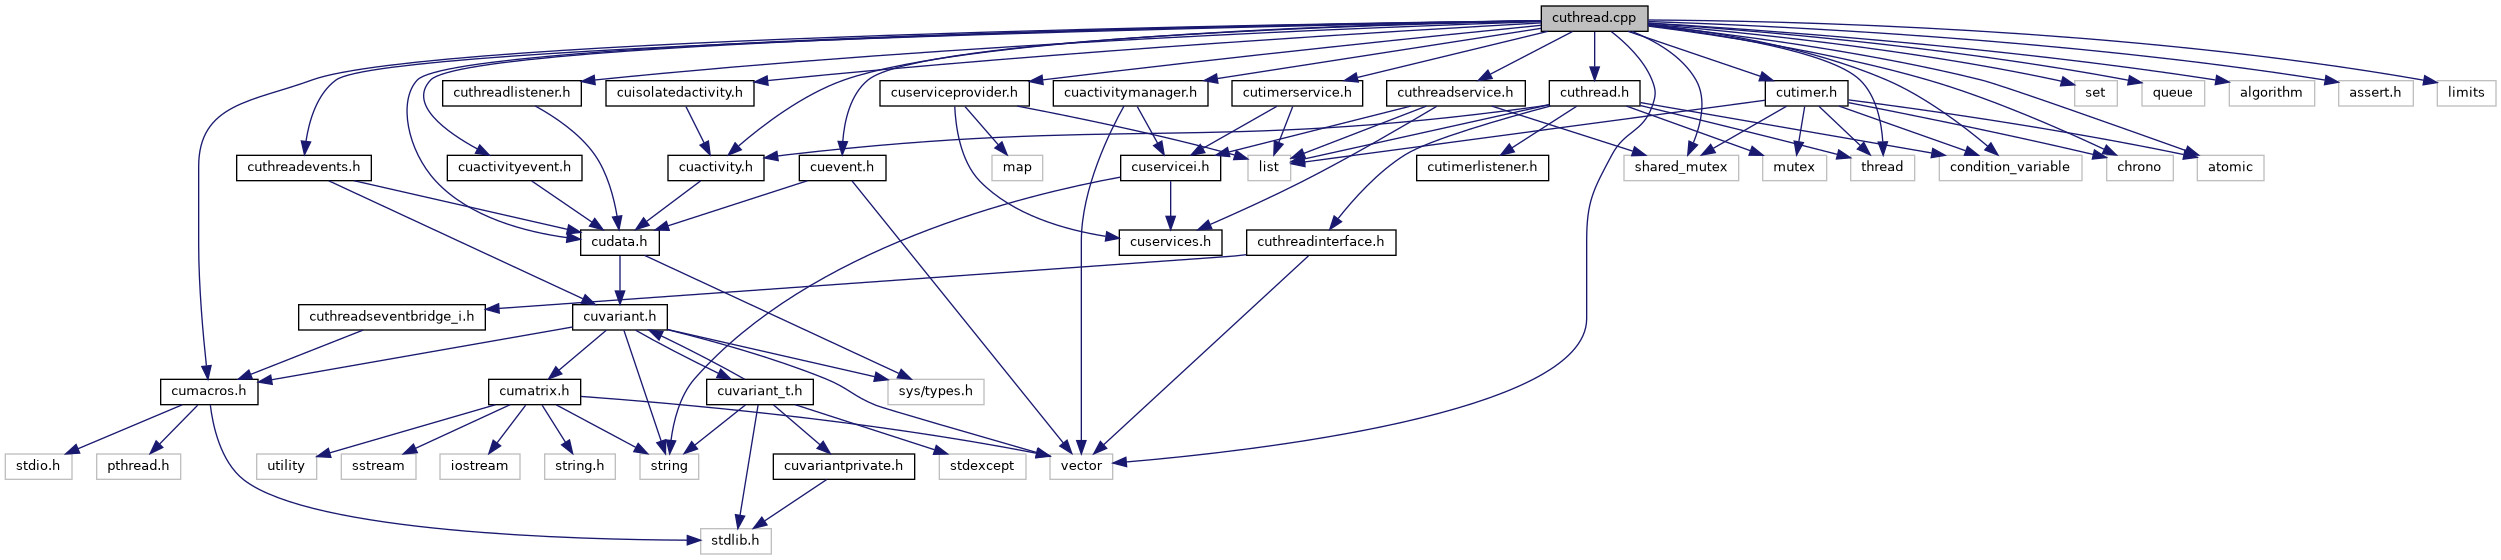 cuthread.cpp
cuthreadlistener.h
cuisolatedactivity.h
cuserviceprovider.h
cuactivitymanager.h
cutimerservice.h
cuthreadservice.h
cuthread.h
cutimer.h
set
queue
algorithm
assert.h
limits
cuthreadevents.h
cuactivityevent.h
cuactivity.h
cuevent.h
map
cuservicei.h
list
cutimerlistener.h
shared_mutex
mutex
thread
condition_variable
chrono
atomic
cudata.h
cuservices.h
cuthreadinterface.h
cuthreadseventbridge_i.h
cuvariant.h
cumacros.h
cumatrix.h
cuvariant_t.h
sys/types.h
stdio.h
pthread.h
utility
sstream
iostream
string.h
string
cuvariantprivate.h
stdexcept
vector
stdlib.h